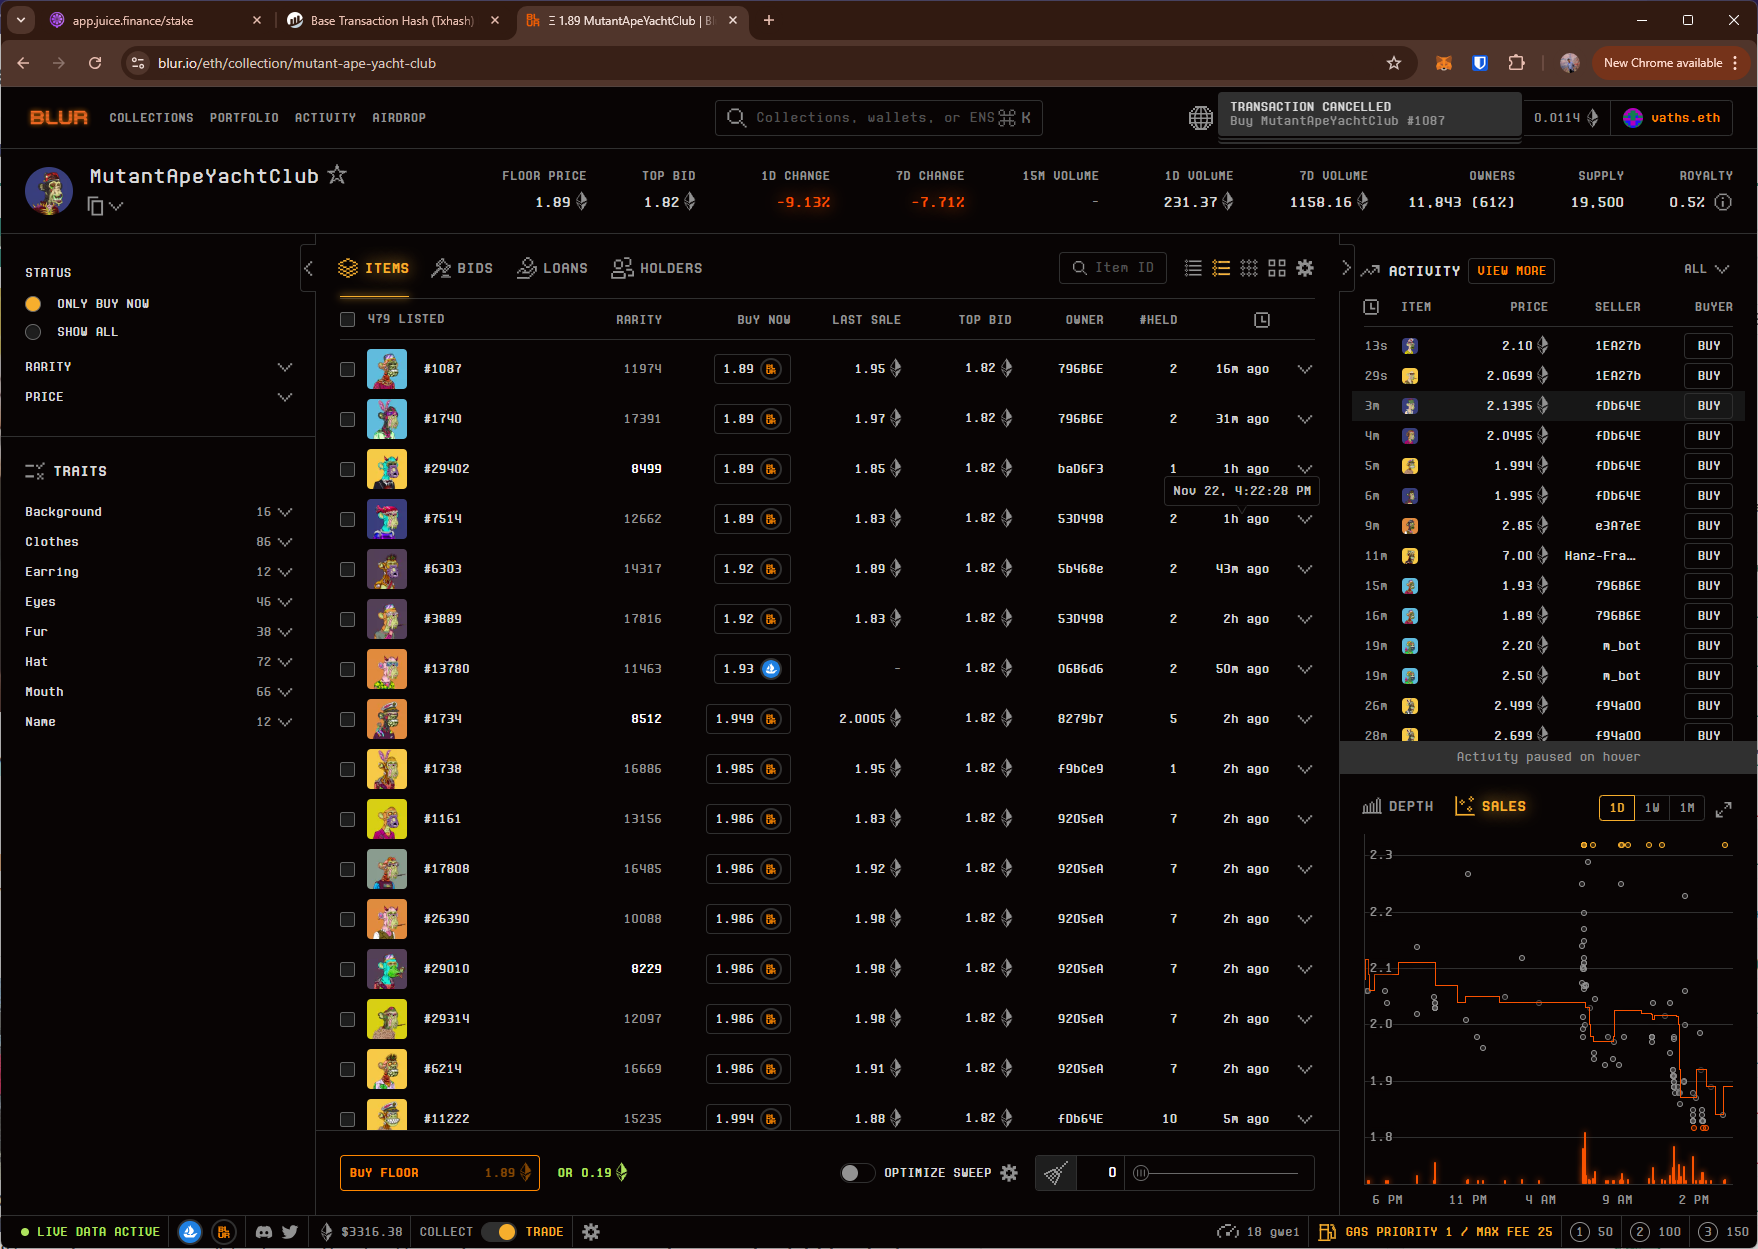 app.juice.finance/stake
Base Transaction Hash (Txhash)
Ξ 1.89 MutantApeYachtClub | Bl
blur.io/eth/collection/mutant-ape-yacht-club
New Chrome available
BLUR
COLLECTIONS PORTFOLIO ACTIVITY AIRDROP
Collections, wallets, or ENS ⌘ K
TRANSACTION CANCELLED
Buy MutantApeYachtClub #1087
0.0114
vaths.eth
MutantApeYachtClub
FLOOR PRICE TOP BID 1D CHANGE 7D CHANGE 15M VOLUME 1D VOLUME 7D VOLUME OWNERS SUPPLY ROYALTY
1.89 1.82 -9.13% -7.71% - 231.37 1158.16 11,843 (61%) 19,500 0.5%
STATUS
ONLY BUY NOW
SHOW ALL
RARITY
PRICE
TRAITS
Background 16
Clothes 86
Earring 12
Eyes 46
Fur 38
Hat 72
Mouth 66
Name 12
ITEMS BIDS LOANS HOLDERS
Item ID
479 LISTED RARITY BUY NOW LAST SALE TOP BID OWNER #HELD
#1087 11974 1.89 1.95 1.82 796B6E 2 16m ago
#1740 17391 1.89 1.97 1.82 796B6E 2 31m ago
#29402 8499 1.89 1.85 1.82 baD6F3 1 1h ago
Nov 22, 4:22:28 PM
#7514 12662 1.89 1.83 1.82 53D498 2 1h ago
#6303 14317 1.92 1.89 1.82 5b468e 2 43m ago
#3889 17816 1.92 1.83 1.82 53D498 2 2h ago
#13780 11463 1.93 - 1.82 06B6d6 2 50m ago
#1734 8512 1.949 2.0005 1.82 8279b7 5 2h ago
#1738 16886 1.985 1.95 1.82 f9bCe9 1 2h ago
#1161 13156 1.986 1.83 1.82 9205eA 7 2h ago
#17808 16485 1.986 1.92 1.82 9205eA 7 2h ago
#26390 10088 1.986 1.98 1.82 9205eA 7 2h ago
#29010 8229 1.986 1.98 1.82 9205eA 7 2h ago
#29314 12097 1.986 1.98 1.82 9205eA 7 2h ago
#6214 16669 1.986 1.91 1.82 9205eA 7 2h ago
#11222 15235 1.994 1.88 1.82 fDb64E 10 5m ago
BUY FLOOR 1.89
OR 0.19
OPTIMIZE SWEEP
0
ACTIVITY VIEW MORE ALL
ITEM PRICE SELLER BUYER
13s 2.10 1EA27b BUY
29s 2.0699 1EA27b BUY
3m 2.1395 fDb64E BUY
4m 2.0495 fDb64E BUY
5m 1.994 fDb64E BUY
6m 1.995 fDb64E BUY
9m 2.85 e3A7eE BUY
11m 7.00 Hanz-Fra… BUY
15m 1.93 796B6E BUY
16m 1.89 796B6E BUY
19m 2.20 m_bot BUY
19m 2.50 m_bot BUY
26m 2.499 f94a00 BUY
28m 2.699 f94a00 BUY
Activity paused on hover
DEPTH SALES 1D 1W 1M
2.3
2.2
2.1
2.0
1.9
1.8
6 PM 11 PM 4 AM 9 AM 2 PM
LIVE DATA ACTIVE
$3316.38
COLLECT TRADE
18 gwei
GAS PRIORITY 1 / MAX FEE 25
1 50
2 100
3 150